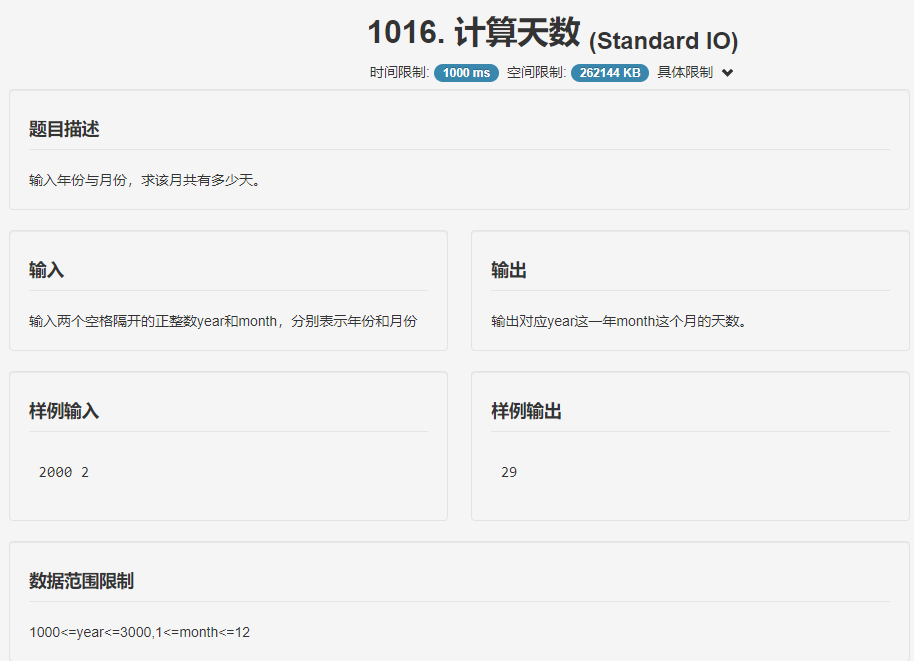 1016. 计算天数 (Standard IO)
时间限制: 1000 ms 空间限制: 262144 KB 具体限制
题目描述
输入年份与月份，求该月共有多少天。
输入
输入两个空格隔开的正整数year和month，分别表示年份和月份
输出
输出对应year这一年month这个月的天数。
样例输入
2000 2
样例输出
29
数据范围限制
1000<=year<=3000,1<=month<=12